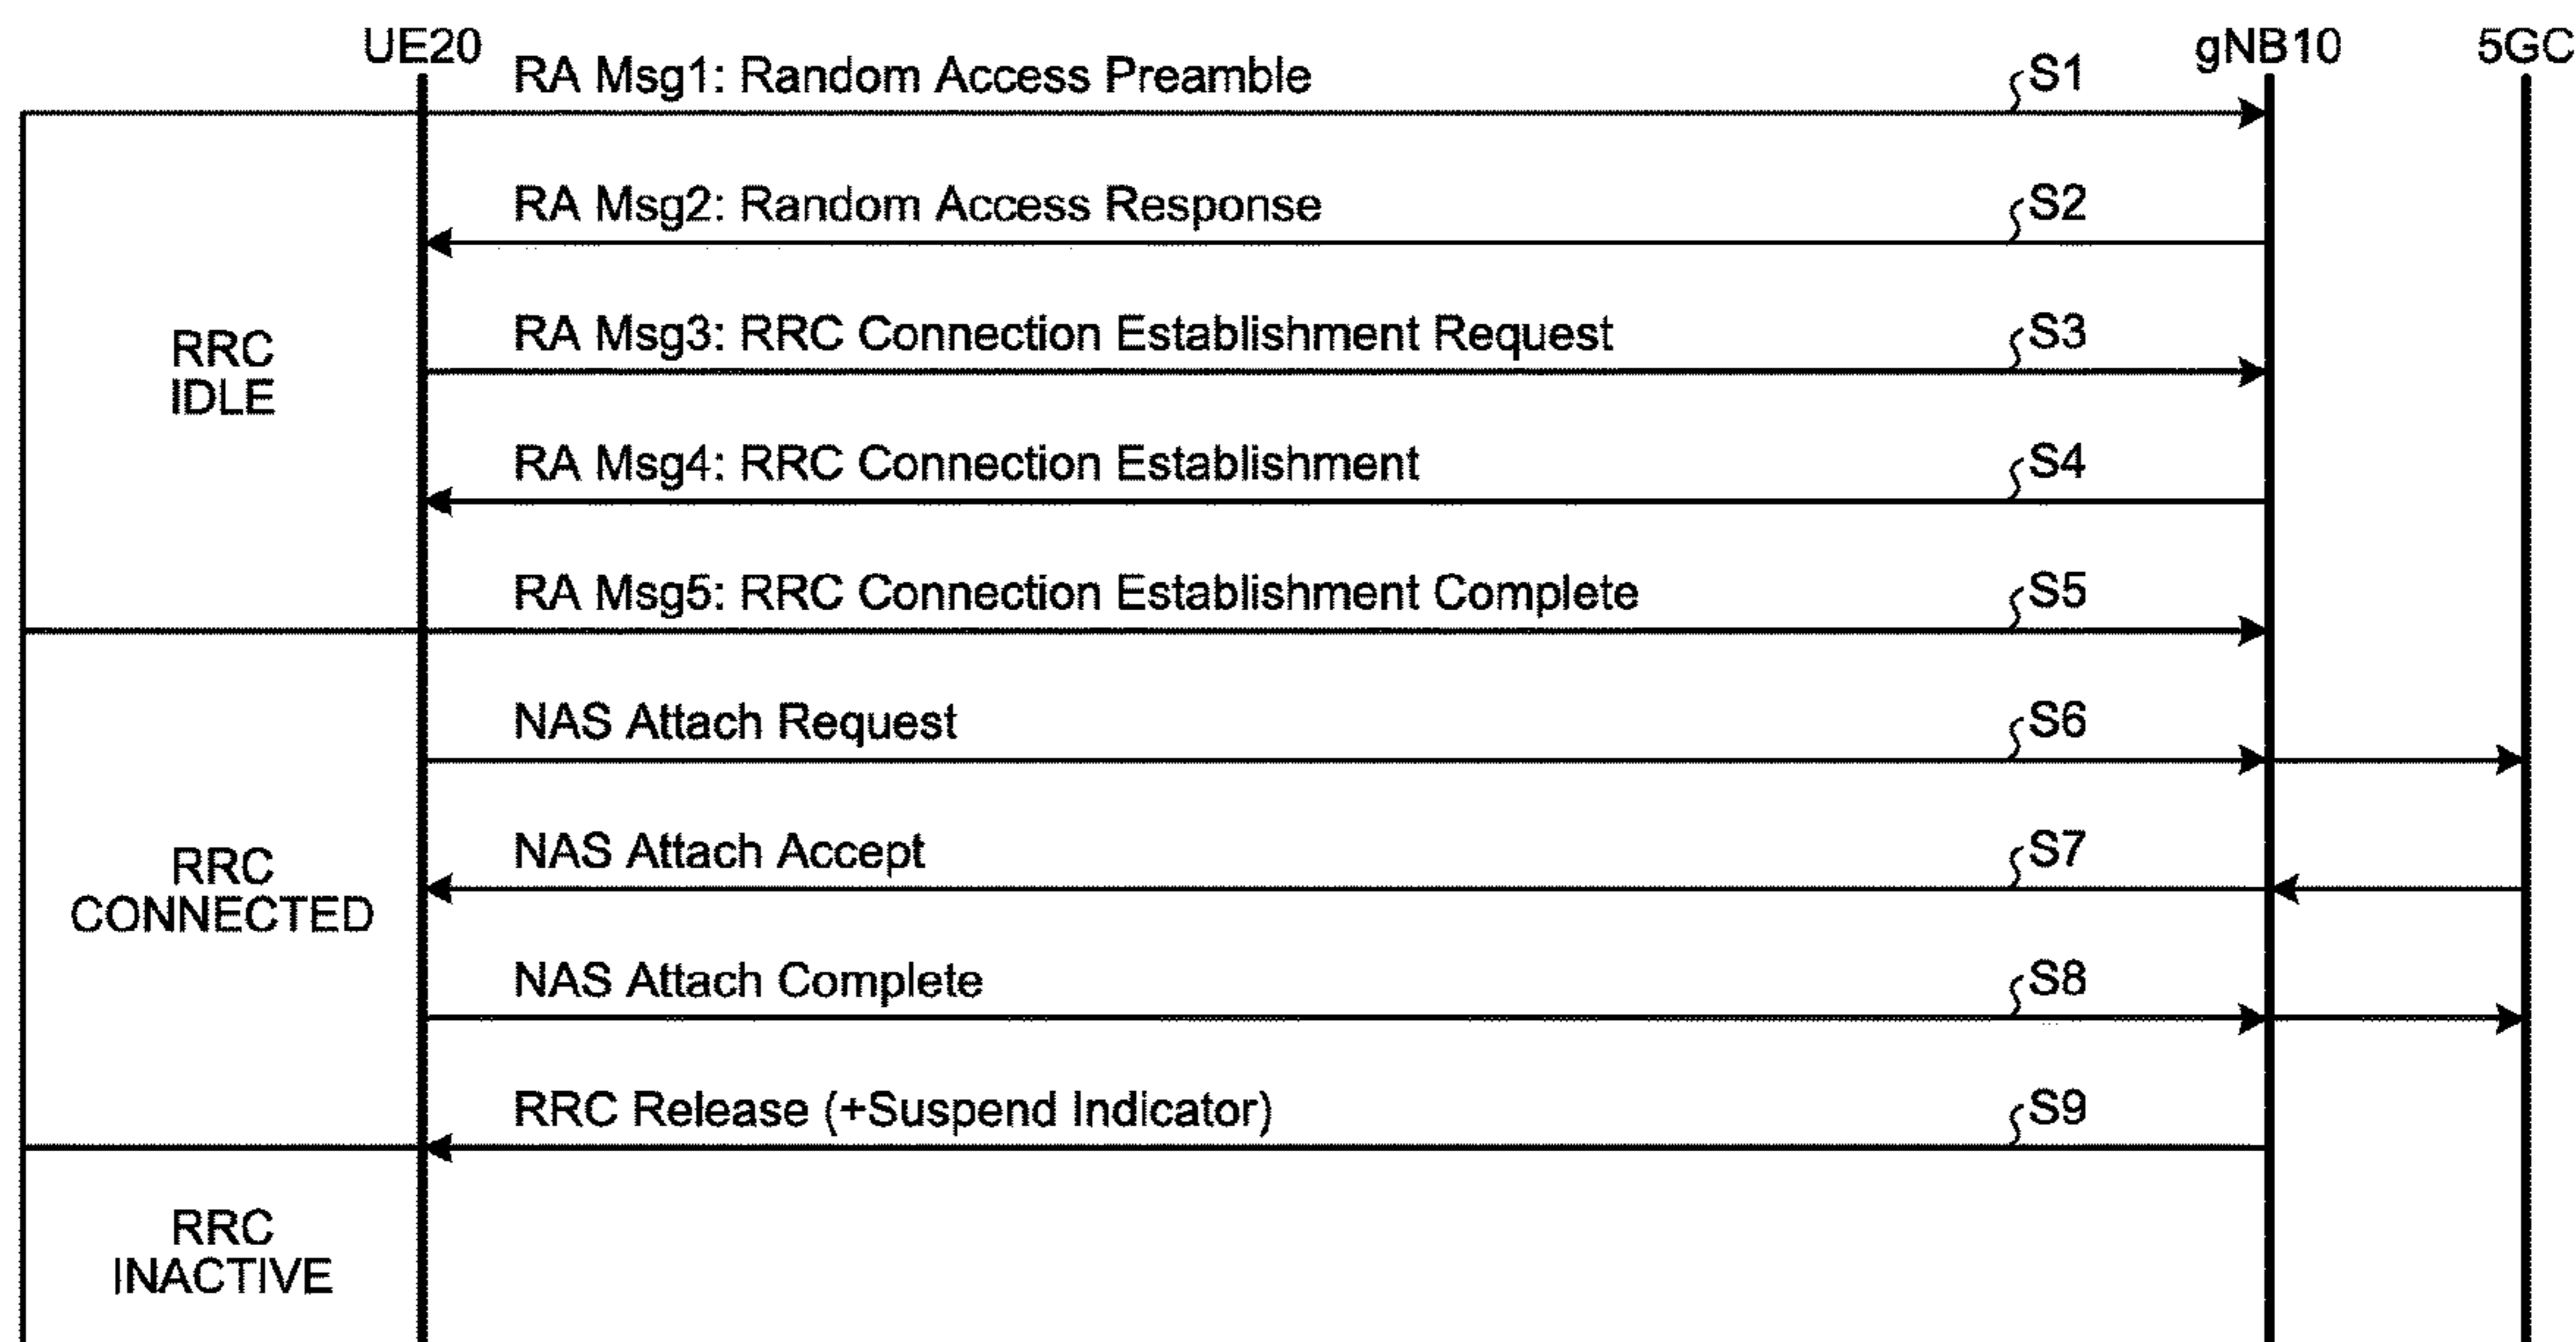 UE20
gNB10
5GC
RA Msg1: Random Access Preamble
S1
RA Msg2: Random Access Response
S2
RRC
IDLE
RA Msg3: RRC Connection Establishment Request
S3
RA Msg4: RRC Connection Establishment
S4
RA Msg5: RRC Connection Establishment Complete
S5
NAS Attach Request
S6
RRC
CONNECTED
NAS Attach Accept
S7
NAS Attach Complete
S8
RRC Release (+Suspend Indicator)
S9
RRC
INACTIVE